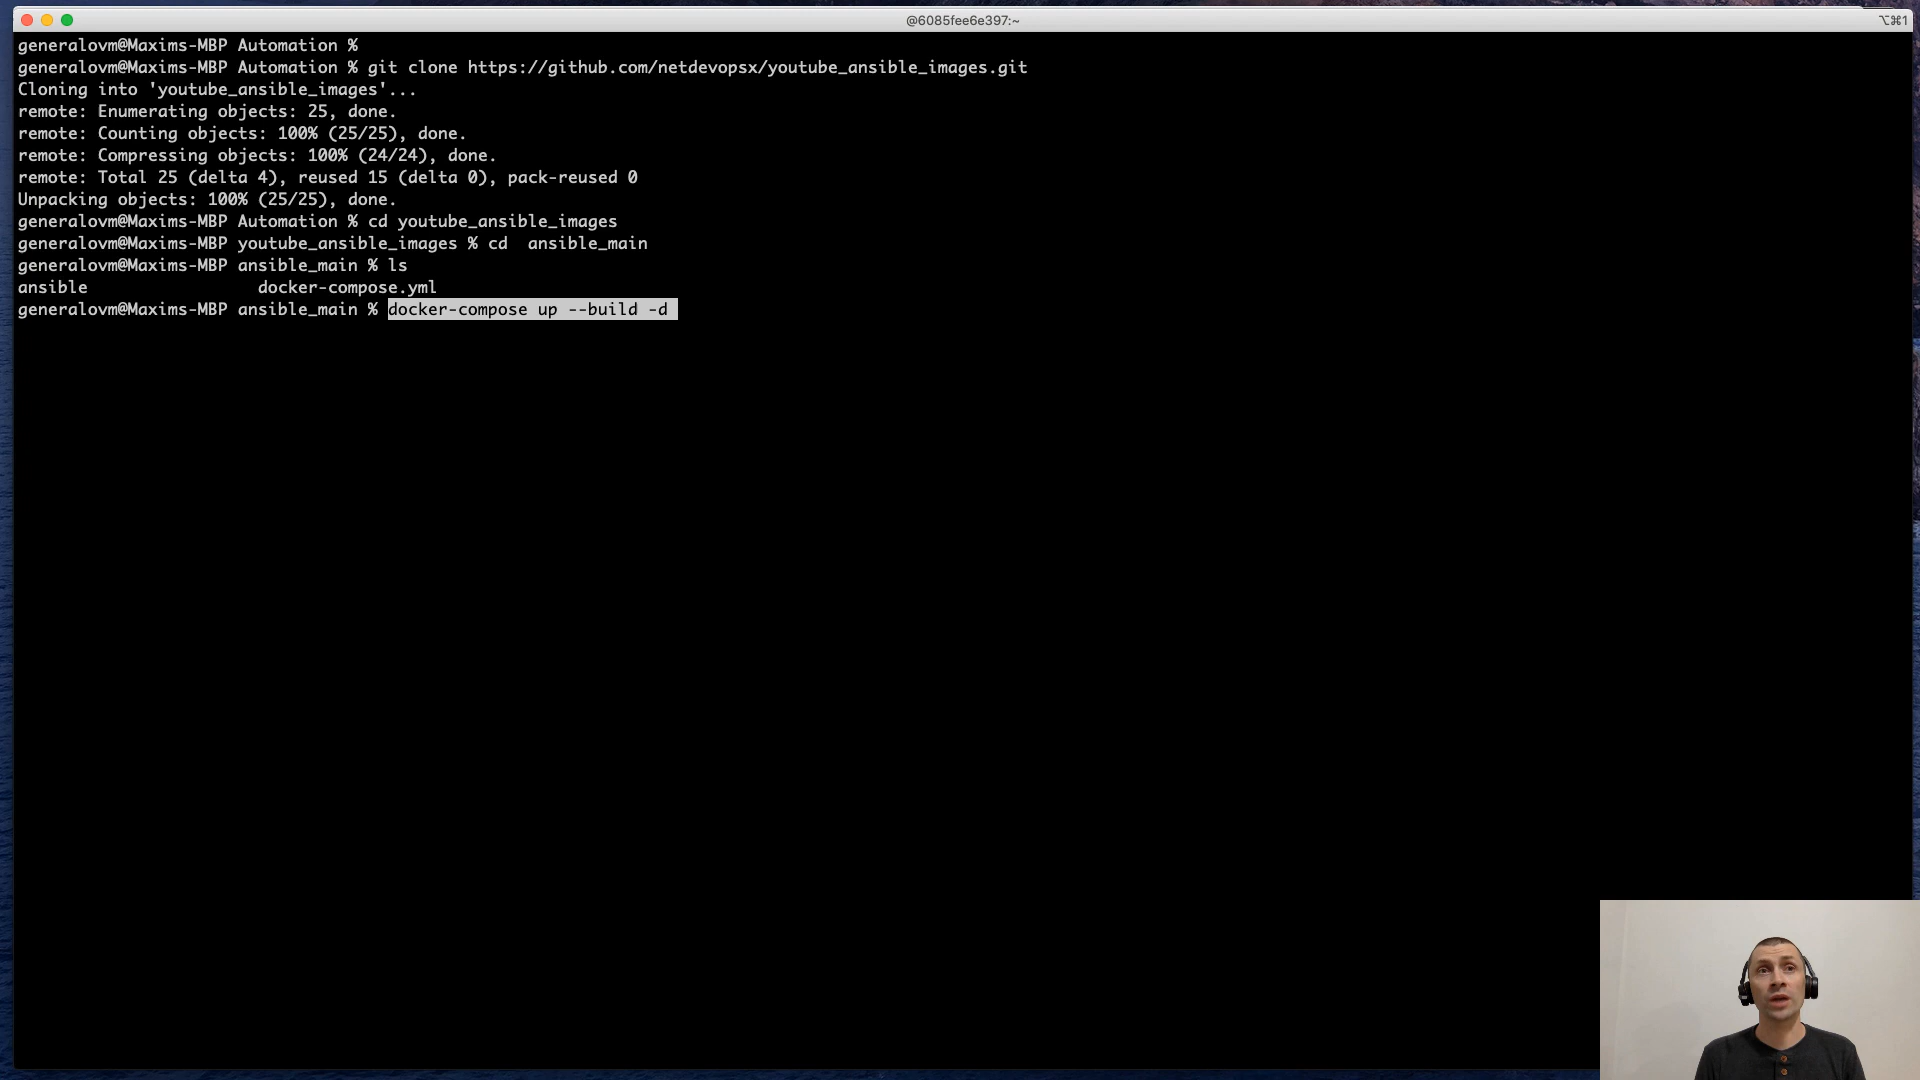 @6085fee6e397:~
⌥⌘1
generalovm@Maxims-MBP Automation %
generalovm@Maxims-MBP Automation % git clone https://github.com/netdevopsx/youtube_ansible_images.git
Cloning into 'youtube_ansible_images'...
remote: Enumerating objects: 25, done.
remote: Counting objects: 100% (25/25), done.
remote: Compressing objects: 100% (24/24), done.
remote: Total 25 (delta 4), reused 15 (delta 0), pack-reused 0
Unpacking objects: 100% (25/25), done.
generalovm@Maxims-MBP Automation % cd youtube_ansible_images
generalovm@Maxims-MBP youtube_ansible_images % cd  ansible_main
generalovm@Maxims-MBP ansible_main % ls
ansible                 docker-compose.yml
generalovm@Maxims-MBP ansible_main % docker-compose up --build -d